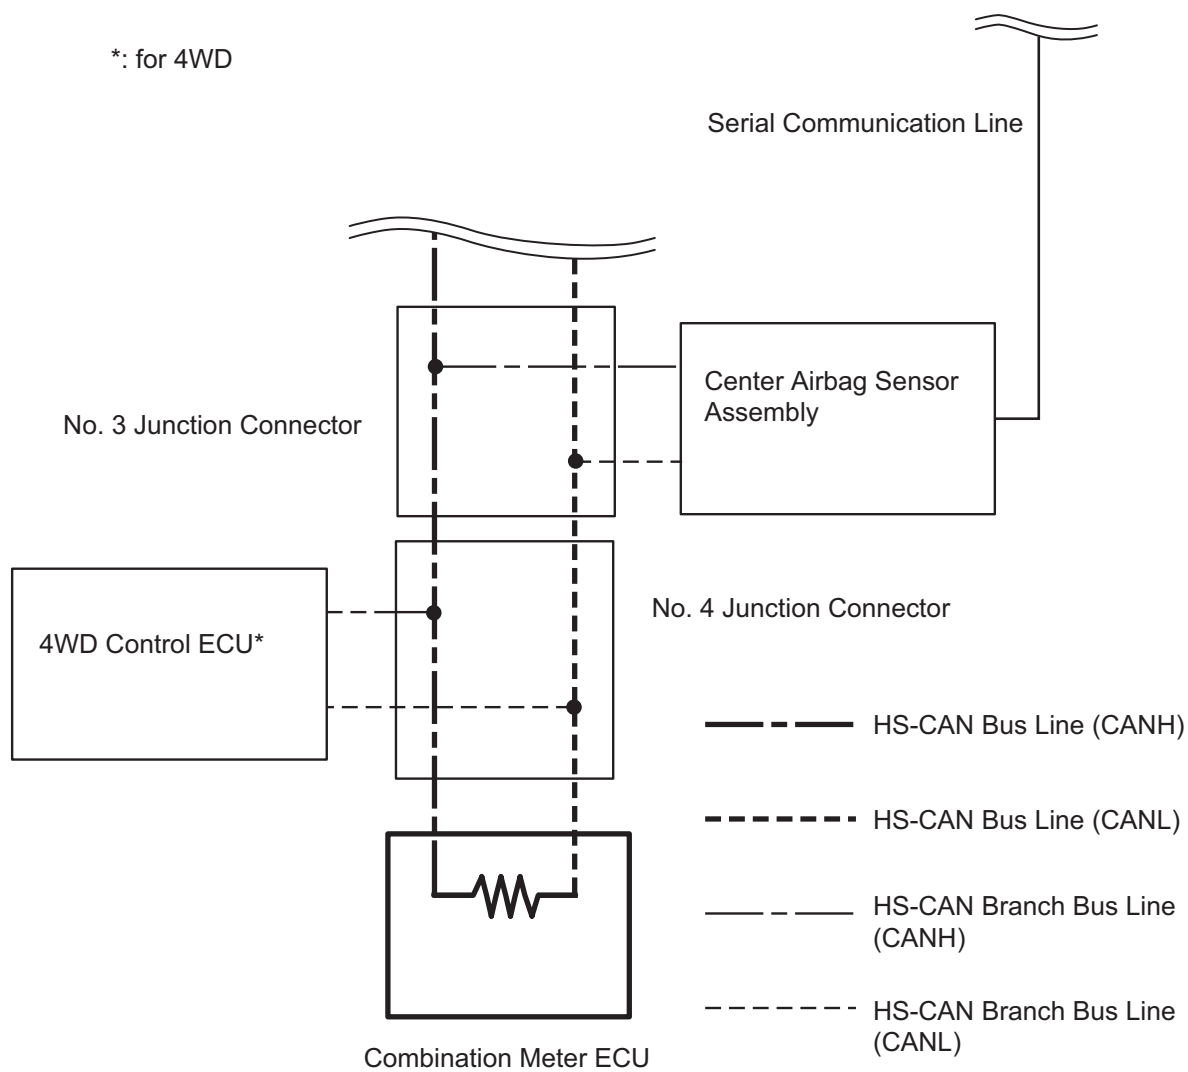 *: for 4WD
Serial Communication Line
Center Airbag Sensor
Assembly
No. 3 Junction Connector
No. 4 Junction Connector
4WD Control ECU*
HS-CAN Bus Line (CANH)
HS-CAN Bus Line (CANL)
HS-CAN Branch Bus Line
(CANH)
HS-CAN Branch Bus Line
(CANL)
Combination Meter ECU